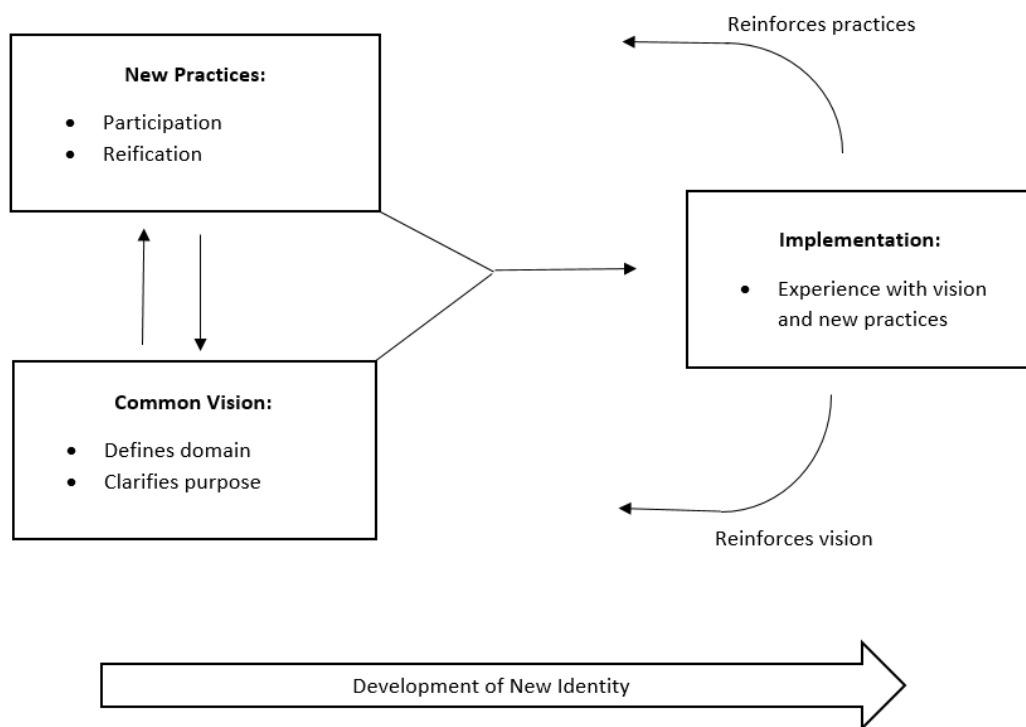 Reinforces practices
New Practices:
• Participation
• Reification
Implementation:
• Experience with vision
and new practices
Common Vision:
• Defines domain
• Clarifies purpose
Reinforces vision
Development of New Identity